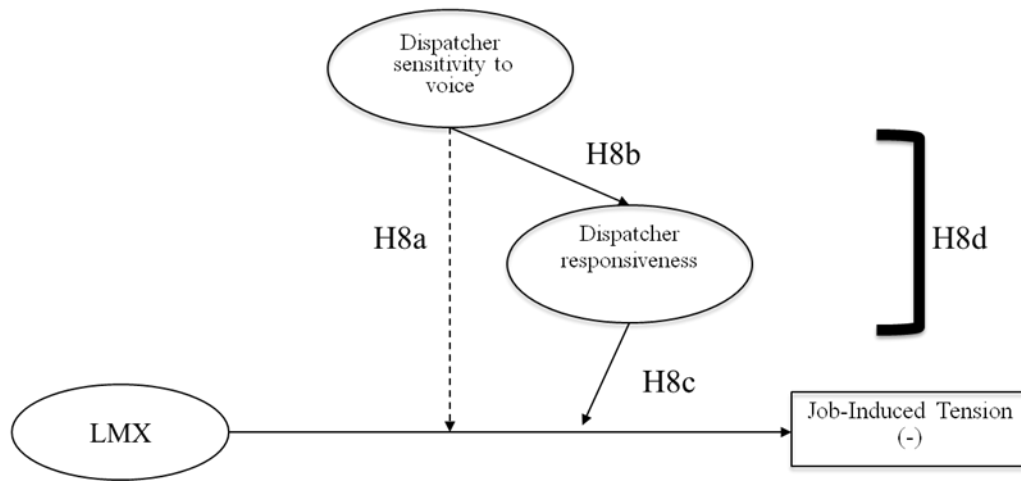 Dispatcher
sensitivity to
voice
H8b
H8a
Dispatcher
responsiveness
H8d
H8c
LMX
Job-Induced Tension
(-)